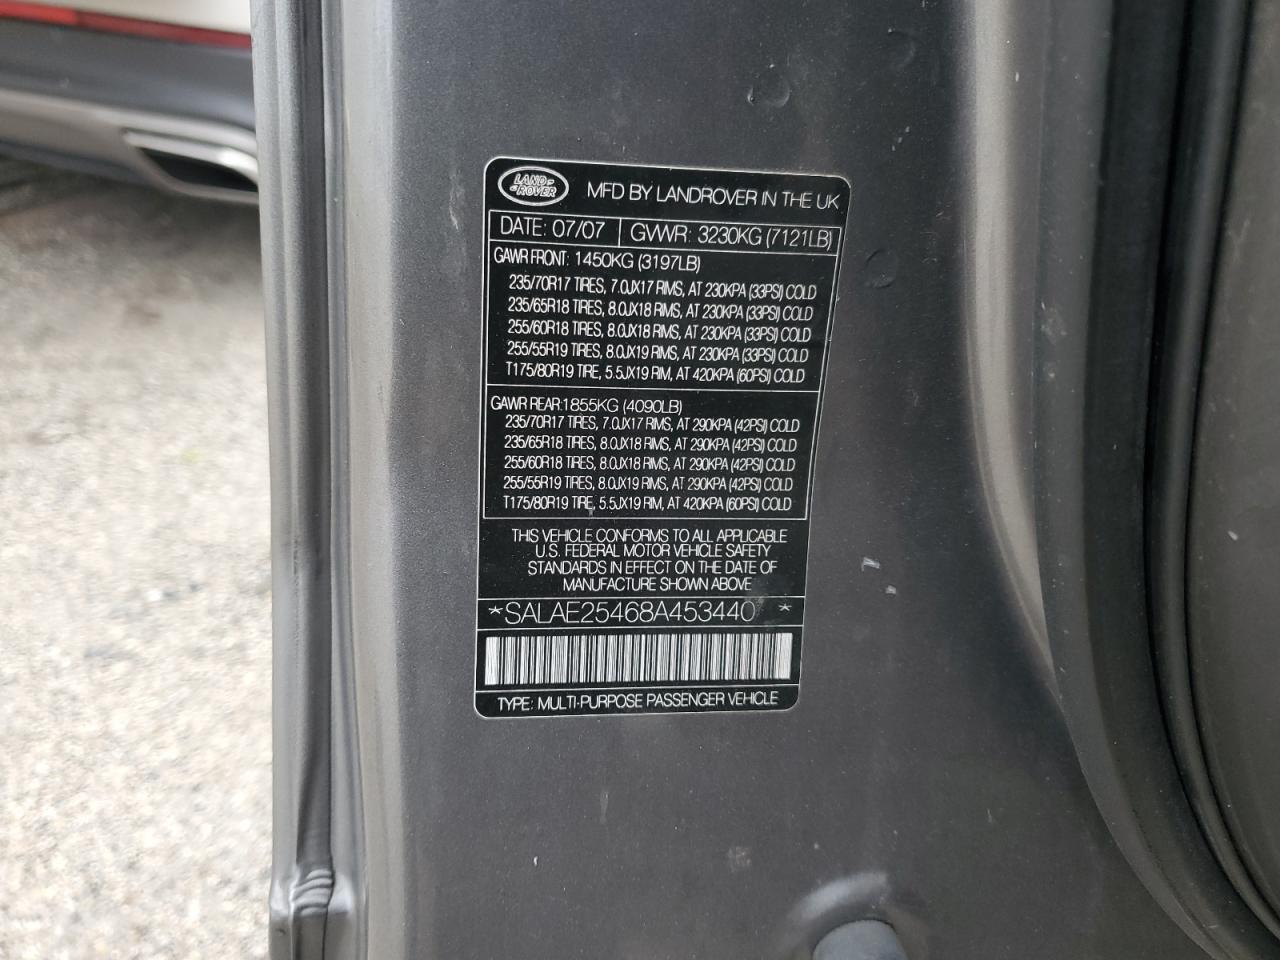 LAND-
-ROVER
MFD BY LANDROVER IN THE UK
DATE: 07/07 GVWR: 3230KG (7121LB)
GAWR FRONT: 1450KG (3197LB)
235/70R17 TIRES, 7.0JX17 RIMS, AT 230KPA (33PSI) COLD
235/65R18 TIRES, 8.0JX18 RIMS, AT 230KPA (33PSI) COLD
255/60R18 TIRES, 8.0JX18 RIMS, AT 230KPA (33PSI) COLD
255/55R19 TIRES, 8.0JX19 RIMS, AT 230KPA (33PSI) COLD
T175/80R19 TIRE, 5.5JX19 RIM, AT 420KPA (60PSI) COLD
GAWR REAR: 1855KG (4090LB)
235/70R17 TIRES, 7.0JX17 RIMS, AT 290KPA (42PSI) COLD
235/65R18 TIRES, 8.0JX18 RIMS, AT 290KPA (42PSI) COLD
255/60R18 TIRES, 8.0JX18 RIMS, AT 290KPA (42PSI) COLD
255/55R19 TIRES, 8.0JX19 RIMS, AT 290KPA (42PSI) COLD
T175/80R19 TIRE, 5.5JX19 RIM, AT 420KPA (60PSI) COLD
THIS VEHICLE CONFORMS TO ALL APPLICABLE
U.S. FEDERAL MOTOR VEHICLE SAFETY
STANDARDS IN EFFECT ON THE DATE OF
MANUFACTURE SHOWN ABOVE
*SALAE25468A453440 *
TYPE: MULTI-PURPOSE PASSENGER VEHICLE